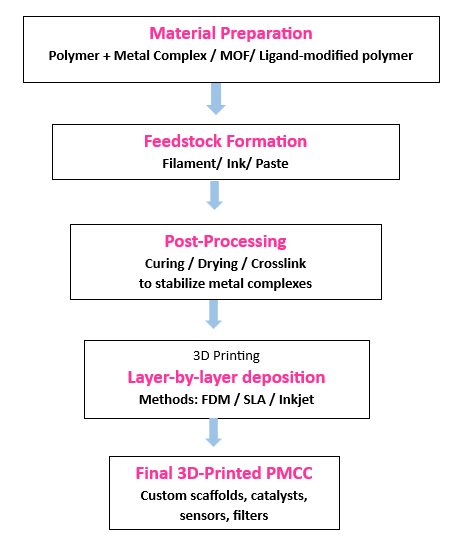 Material Preparation
Polymer + Metal Complex / MOF/ Ligand-modified polymer
Feedstock Formation
Filament/ Ink/ Paste
Post-Processing
Curing / Drying / Crosslink
to stabilize metal complexes
3D Printing
Layer-by-layer deposition
Methods: FDM / SLA / Inkjet
Final 3D-Printed PMCC
Custom scaffolds, catalysts,
sensors, filters